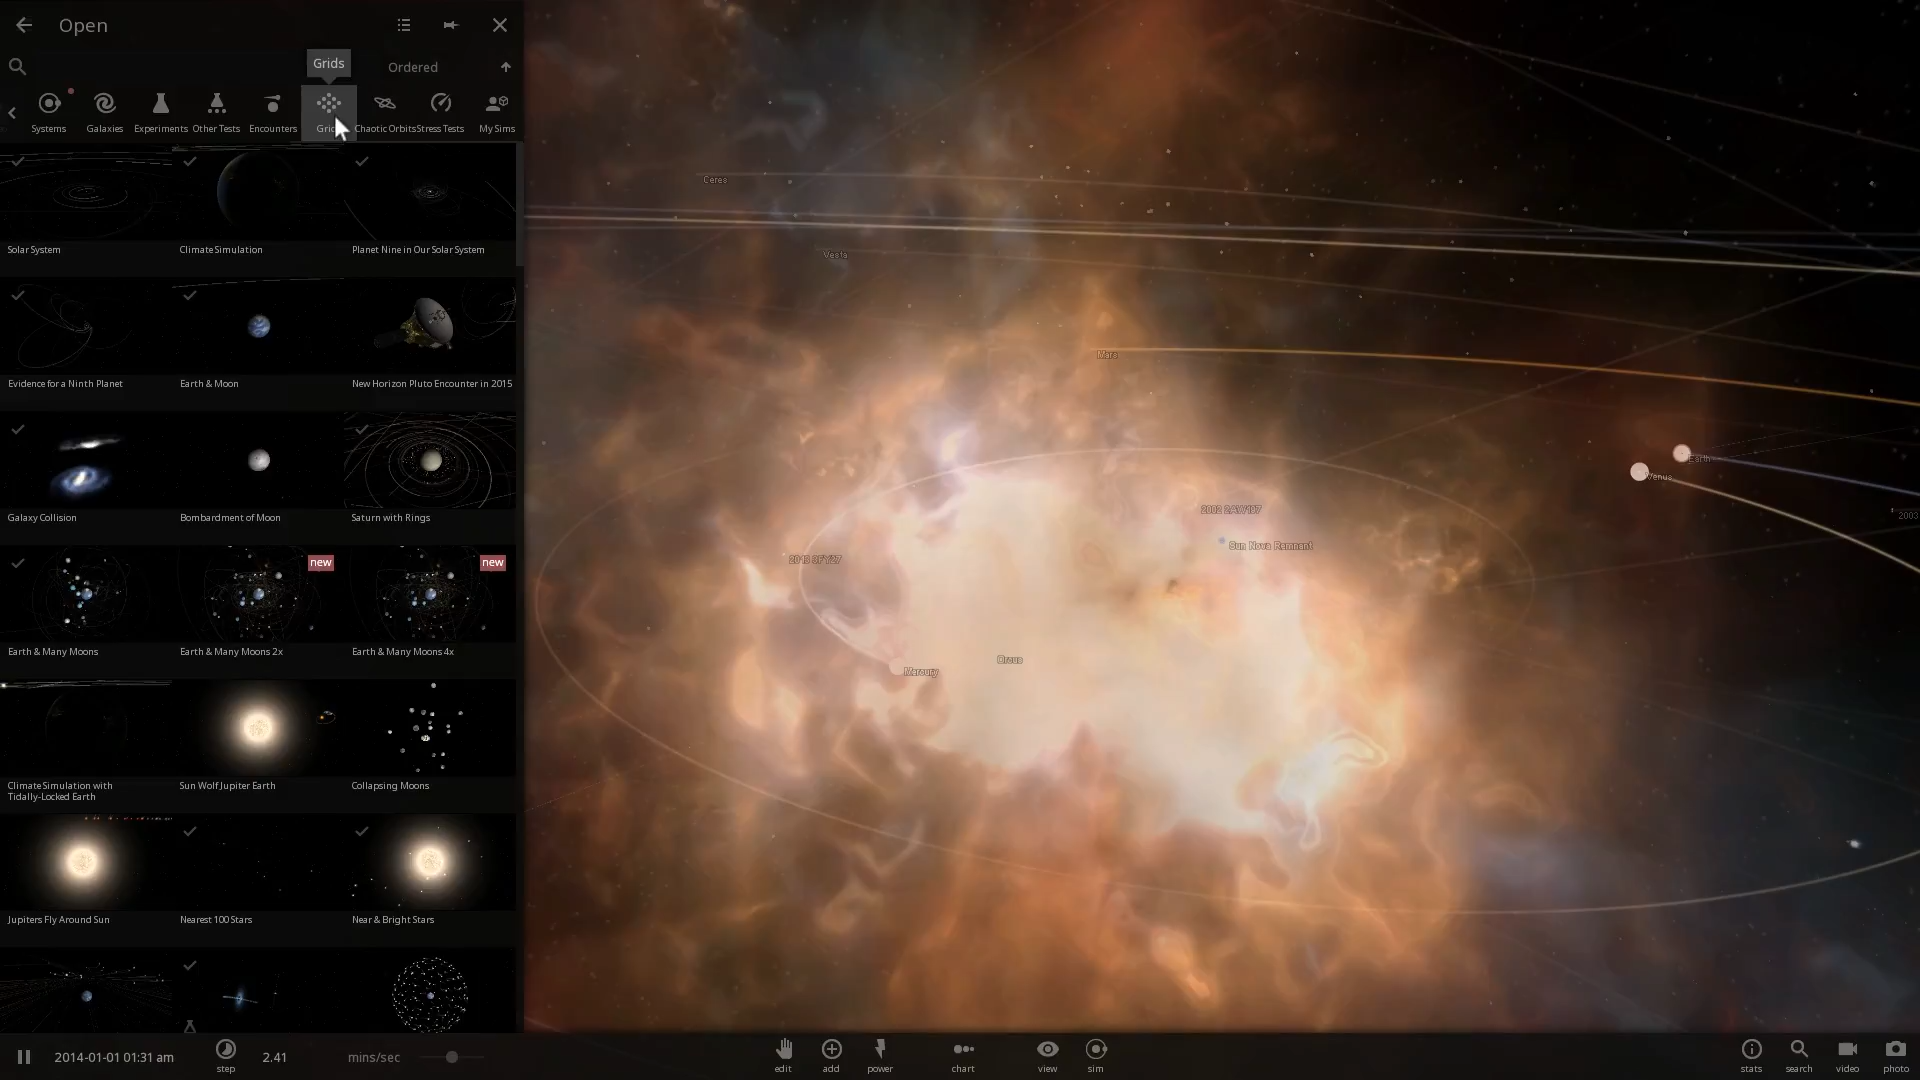 Open
Grids
Ordered
Systems
Galaxies
Experiments
Other Tests
Encounters
Chaotic Orbits
Stress Tests
My Sims
Solar System
Climate Simulation
Planet Nine in Our Solar System
Evidence for a Ninth Planet
Earth & Moon
New Horizon Pluto Encounter in 2015
Galaxy Collision
Bombardment of Moon
Saturn with Rings
new
new
Earth & Many Moons
Earth & Many Moons 2x
Earth & Many Moons 4x
Climate Simulation with
Tidally-Locked Earth
Sun Wolf Jupiter Earth
Collapsing Moons
Jupiters Fly Around Sun
Nearest 100 Stars
Near & Bright Stars
Ceres
Vesta
Mars
Earth
Venus
2003
Sun Nova Remnant
Orcus
Mercury
2014-01-01 01:31 am
step
2.41
mins/sec
edit
add
power
chart
view
sim
stats
search
video
photo